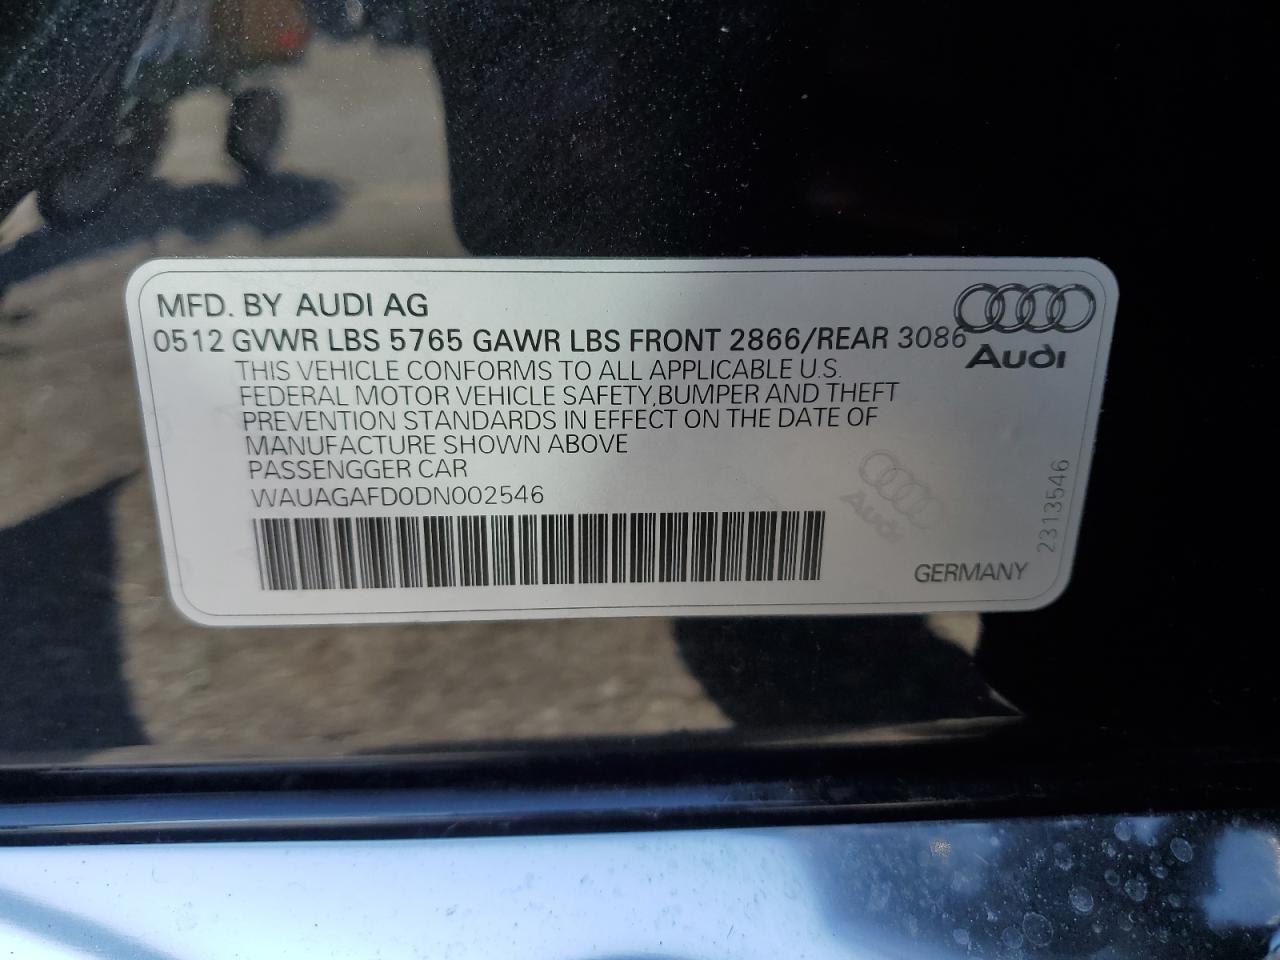 MFD. BY AUDI AG
0512 GVWR LBS 5765 GAWR LBS FRONT 2866/REAR 3086
Audi
THIS VEHICLE CONFORMS TO ALL APPLICABLE U.S.
FEDERAL MOTOR VEHICLE SAFETY,BUMPER AND THEFT
PREVENTION STANDARDS IN EFFECT ON THE DATE OF
MANUFACTURE SHOWN ABOVE
PASSENGGER CAR
WAUAGAFD0DN002546
Audi
2313546
GERMANY